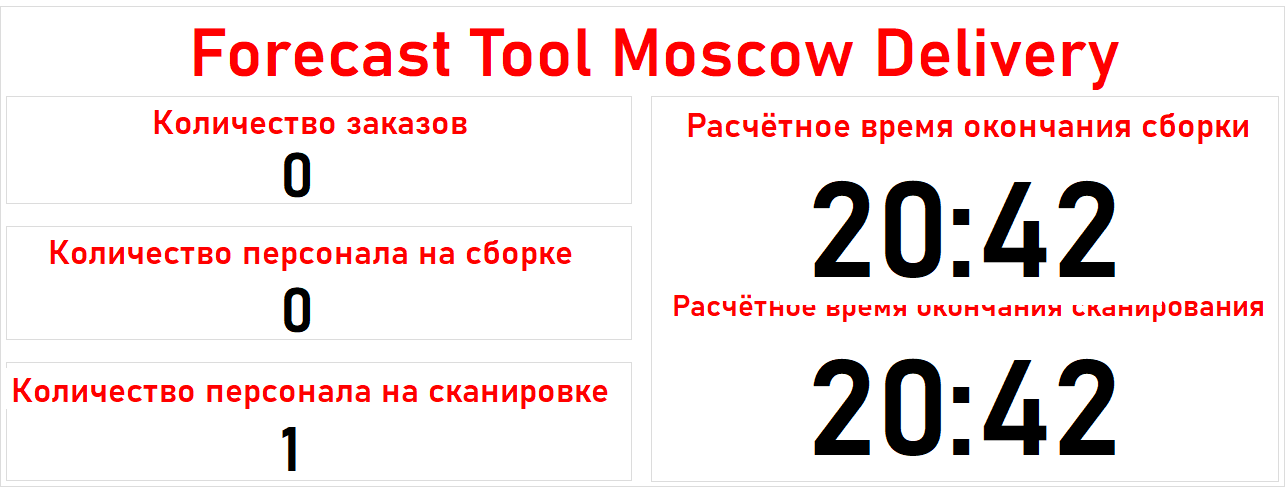 Forecast Tool Moscow Delivery
Количество заказов
0
Количество персонала на сборке
0
Количество персонала на сканировке
1
Расчётное время окончания сборки
20:42
Расчётное время окончания сканирования
20:42